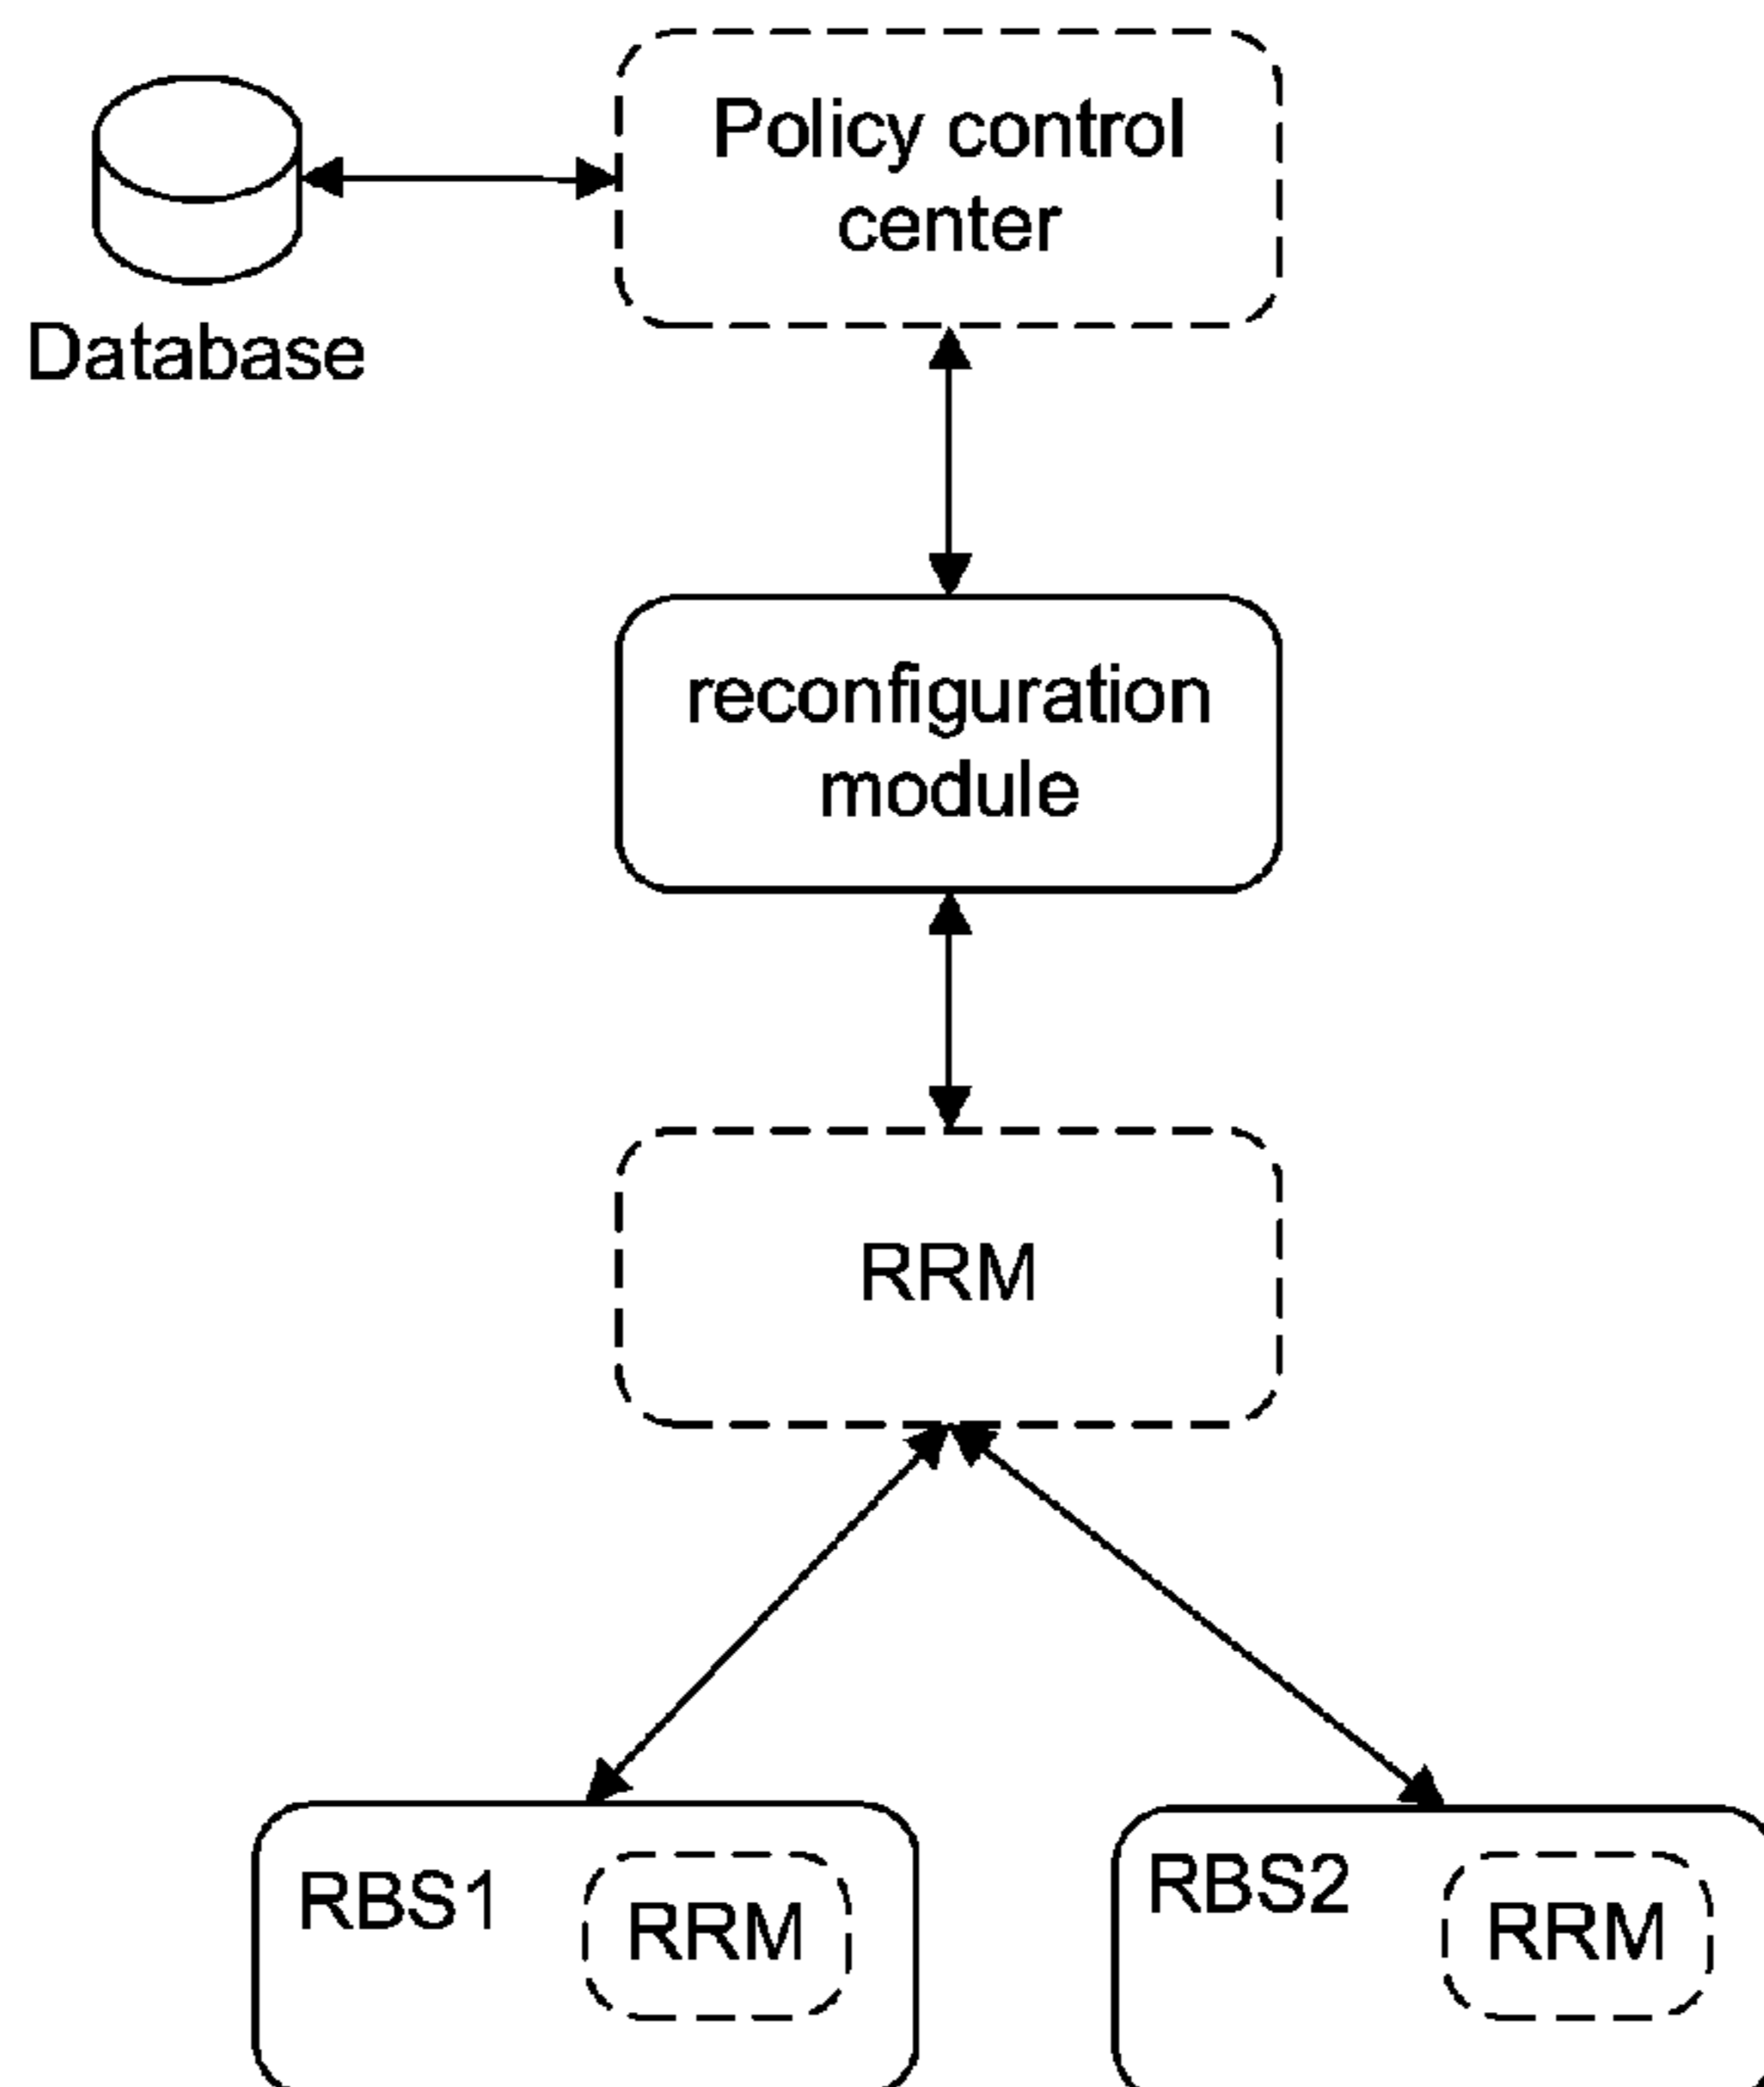 Policy control
center
Database
reconfiguration
module
RRM
RBS1
RRM
RBS2
RRM